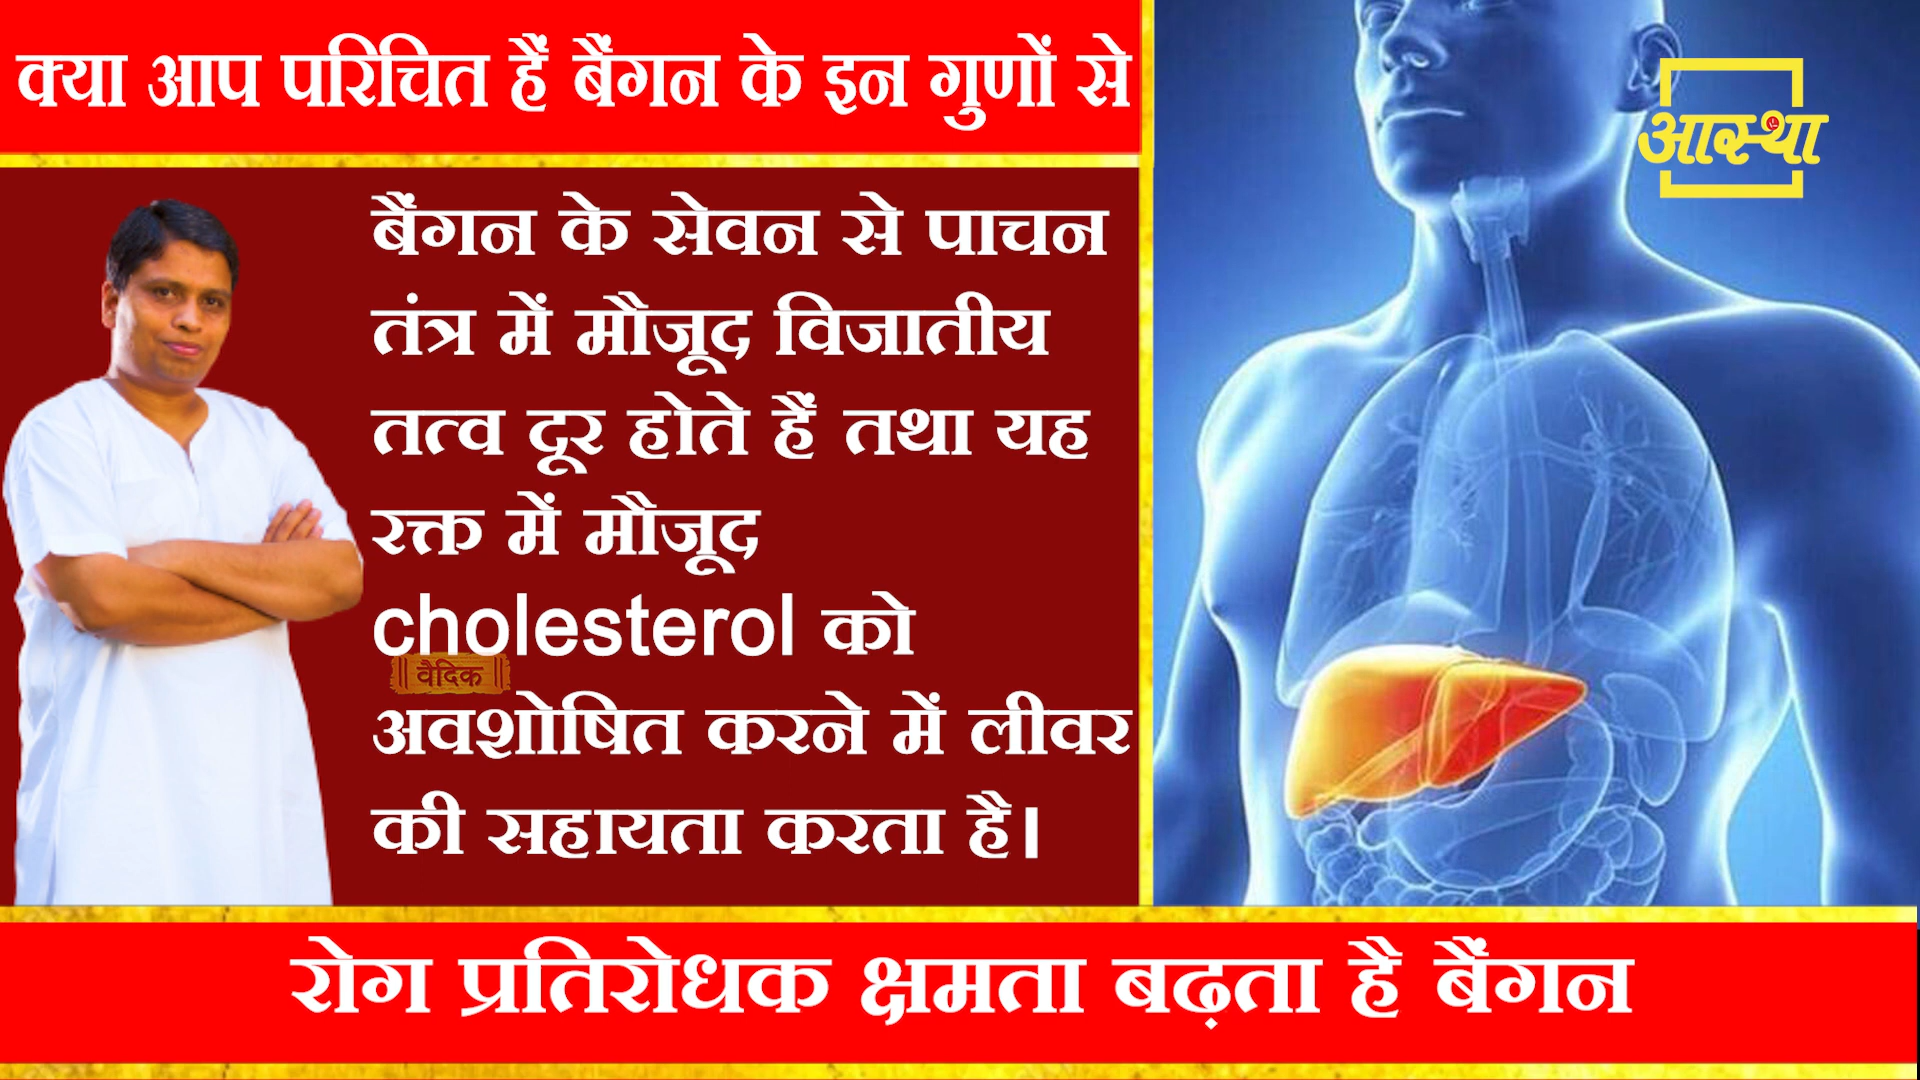 क्या आप परिचित हैं बैंगन के इन गुणों से
आस्था
बैंगन के सेवन से पाचन
तंत्र में मौजूद विजातीय
तत्व दूर होते हैं तथा यह
रक्त में मौजूद
cholesterol को
॥ वैदिक ॥
अवशोषित करने में लीवर
की सहायता करता है।
रोग प्रतिरोधक क्षमता बढ़ता है बैंगन